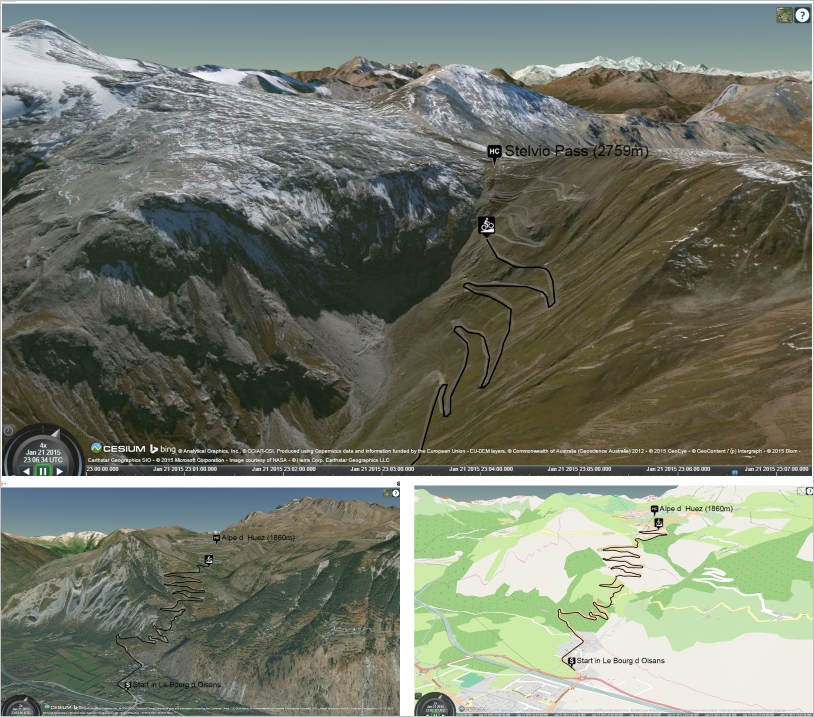 HC Stelvio Pass (2759m)
4x
Jan 21 2015
23:06:34 UTC
CESIUM bing © Analytical Graphics, Inc., © CGIAR-CSI, Produced using Copernicus data and information funded by the European Union - EU-DEM layers, © Commonwealth of Australia (Geoscience Australia) 2012 · © 2015 GeoEye · © GeoContent / (p) Intergraph · © 2015 Blom ·
Earthstar Geographics SIO · © 2015 Microsoft Corporation · Image courtesy of NASA · © Harris Corp, Earthstar Geographics LLC
23:00:00.000 Jan 21 2015 23:01:00.000 Jan 21 2015 23:02:00.000 Jan 21 2015 23:03:00.000 Jan 21 2015 23:04:00.000 Jan 21 2015 23:05:00.000 Jan 21 2015 23:06:00.000 Jan 21 2015 23:07:00.000
HC Alpe d Huez (1860m)
S Start in Le Bourg d Oisans
CESIUM bing
HC Alpe d Huez (1860m)
S Start in Le Bourg d Oisans